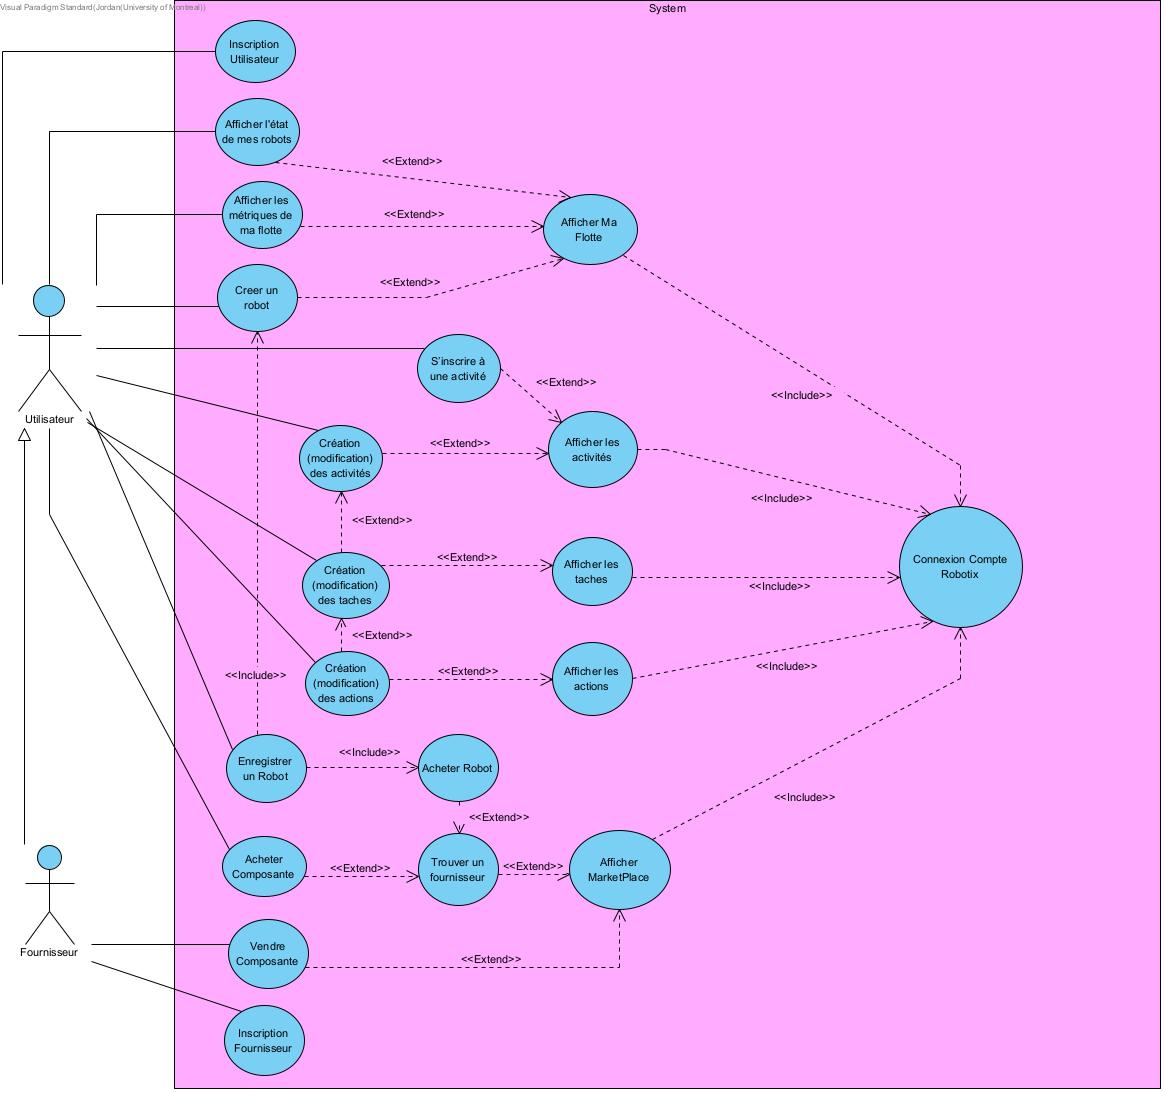 Visual Paradigm Standard(Jordan(University of Montreal))
System
Inscription
Utilisateur
Afficher l'état
de mes robots
<<Extend>>
Afficher les
métriques de
ma flotte
<<Extend>>
Afficher Ma
Flotte
Creer un
robot
<<Extend>>
S'inscrire à
une activité
<<Extend>>
<<Include>>
Utilisateur
Création
(modification)
des activités
<<Extend>>
Afficher les
activités
<<Include>>
<<Extend>>
Création
(modification)
des taches
<<Extend>>
Afficher les
taches
<<Include>>
Connexion Compte
Robotix
<<Extend>>
Création
(modification)
des actions
<<Extend>>
Afficher les
actions
<<Include>>
<<Include>>
Enregistrer
un Robot
<<Include>>
Acheter Robot
<<Extend>>
<<Include>>
Acheter
Composante
<<Extend>>
Trouver un
fournisseur
<<Extend>>
Afficher
MarketPlace
Fournisseur
Vendre
Composante
<<Extend>>
Inscription
Fournisseur